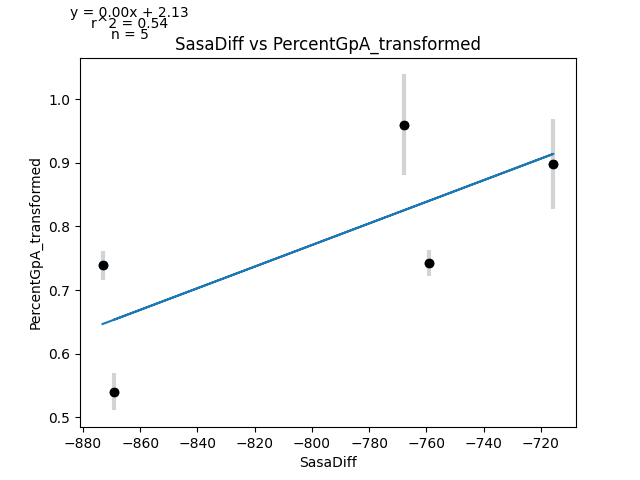 y = 0.00x + 2.13
r^2 = 0.54
n = 5
SasaDiff vs PercentGpA_transformed
1.0
0.9
0.8
0.7
0.6
0.5
PercentGpA_transformed
−880 −860 −840 −820 −800 −780 −760 −740 −720
SasaDiff